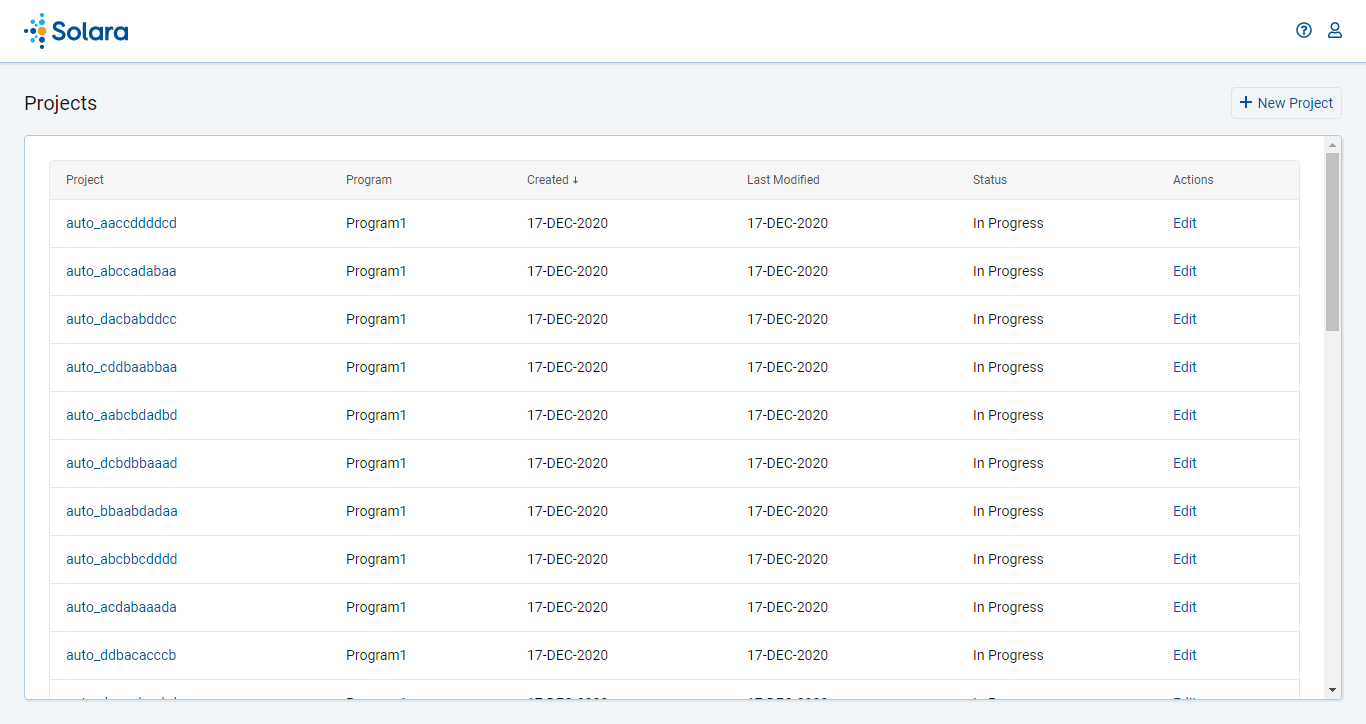 Solara
Projects
New Project
Project Program Created ↓ Last Modified Status Actions
auto_aaccddddcd Program1 17-DEC-2020 17-DEC-2020 In Progress Edit
auto_abccadabaa Program1 17-DEC-2020 17-DEC-2020 In Progress Edit
auto_dacbabddcc Program1 17-DEC-2020 17-DEC-2020 In Progress Edit
auto_cddbaabbaa Program1 17-DEC-2020 17-DEC-2020 In Progress Edit
auto_aabcbdadbd Program1 17-DEC-2020 17-DEC-2020 In Progress Edit
auto_dcbdbbaaad Program1 17-DEC-2020 17-DEC-2020 In Progress Edit
auto_bbaabdadaa Program1 17-DEC-2020 17-DEC-2020 In Progress Edit
auto_abcbbcdddd Program1 17-DEC-2020 17-DEC-2020 In Progress Edit
auto_acdabaaada Program1 17-DEC-2020 17-DEC-2020 In Progress Edit
auto_ddbacacccb Program1 17-DEC-2020 17-DEC-2020 In Progress Edit